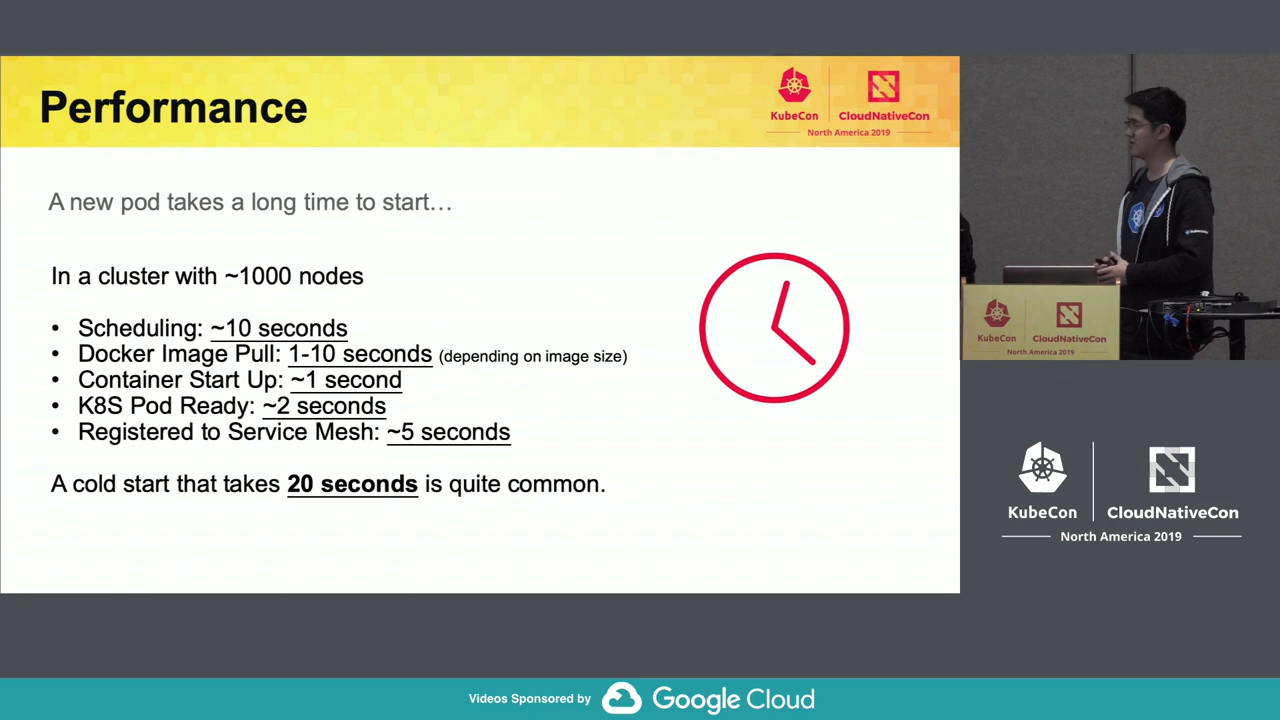 Performance
KubeCon
CloudNativeCon
North America 2019
A new pod takes a long time to start…
In a cluster with ~1000 nodes
• Scheduling: ~10 seconds
• Docker Image Pull: 1-10 seconds (depending on image size)
• Container Start Up: ~1 second
• K8S Pod Ready: ~2 seconds
• Registered to Service Mesh: ~5 seconds
A cold start that takes 20 seconds is quite common.
KubeCon
CloudNativeCon
North America 2019
KubeCon
CloudNativeCon
North America 2019
Videos Sponsored by Google Cloud